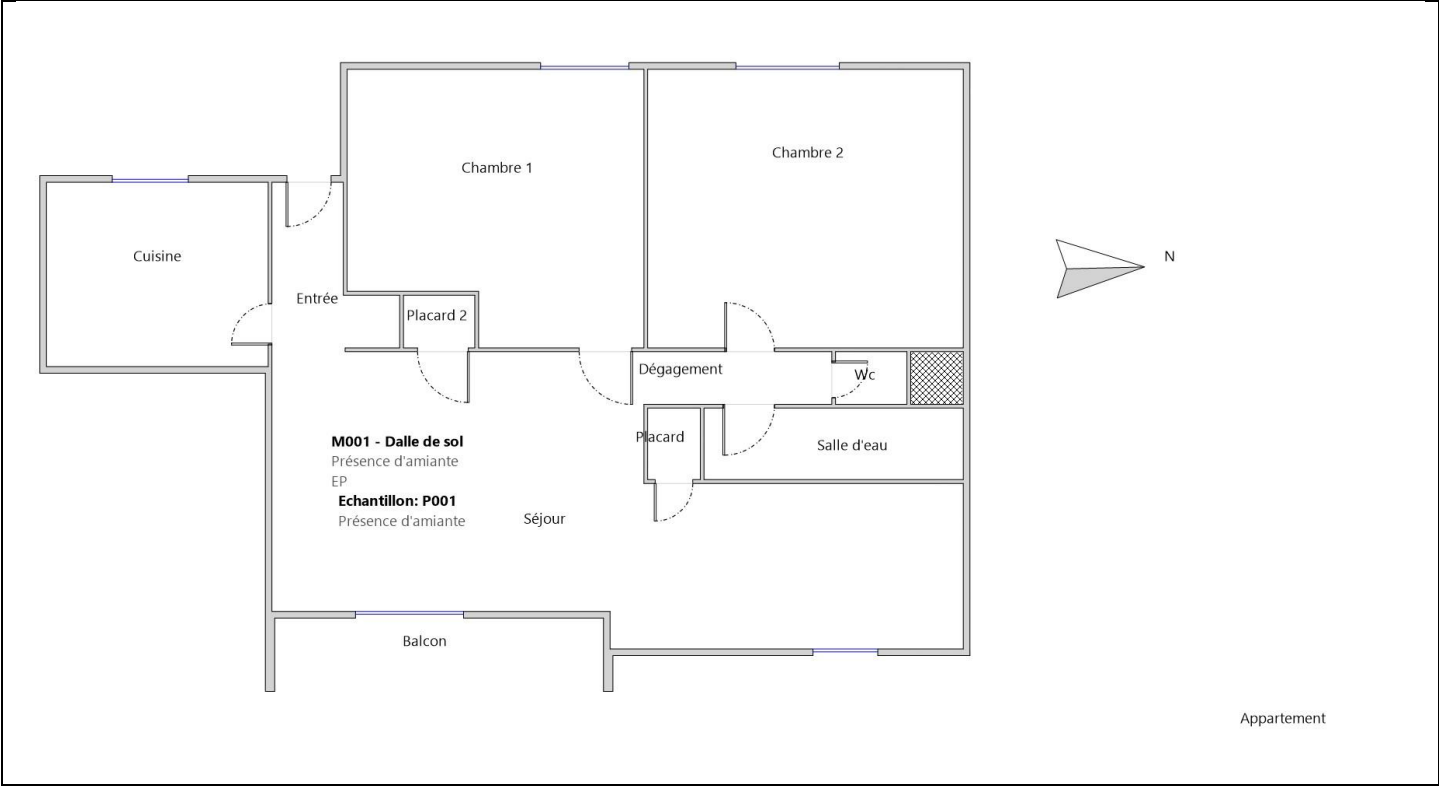 Chambre 2
Chambre 1
Cuisine
N
Entrée
Placard 2
Dégagement
Wc
Placard
Salle d'eau
M001 - Dalle de sol
Présence d'amiante
EP
Echantillon: P001
Présence d'amiante
Séjour
Balcon
Appartement